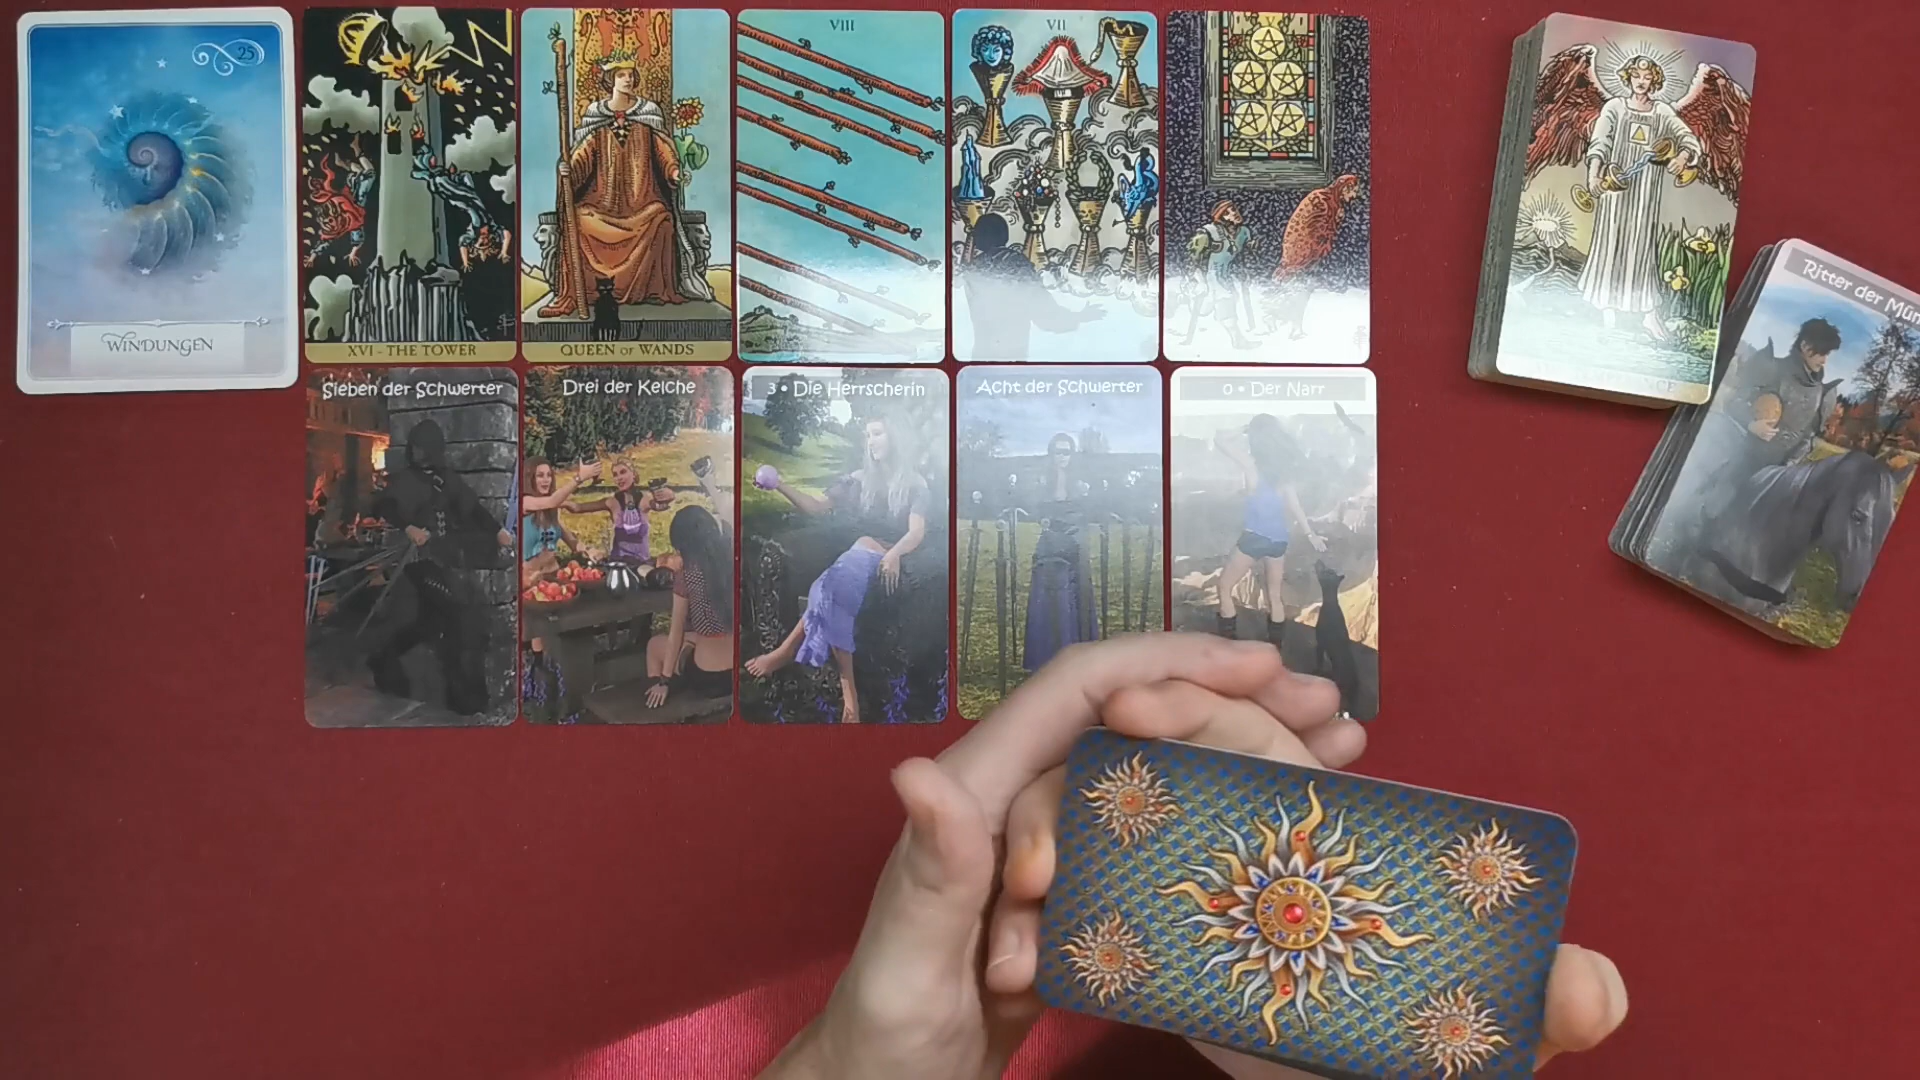 25
WINDUNGEN
XVI - THE TOWER
QUEEN OF WANDS
VIII
VII
Sieben der Schwerter
Drei der Kelche
3 • Die Herrscherin
Acht der Schwerter
0 • Der Narr
Ritter der Mün